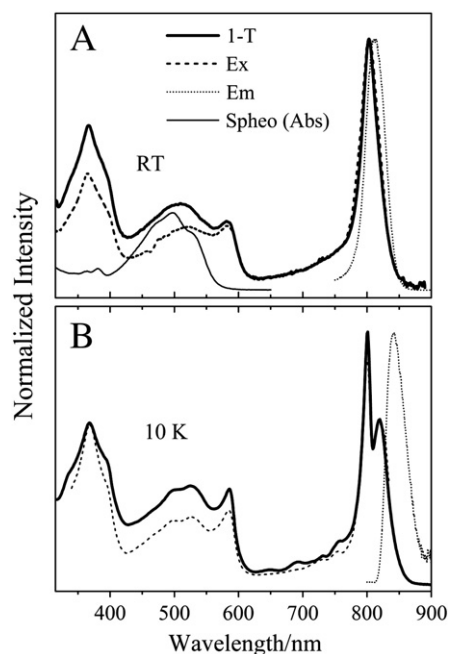 A
1-T
Ex
Em
Spheo (Abs)
RT
Normalized Intensity
B
10 K
400 500 600 700 800 900
Wavelength/nm